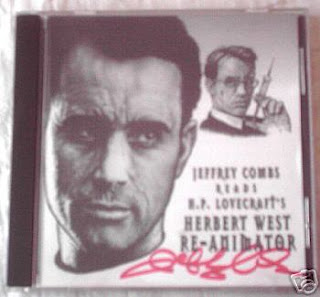 JEFFREY COMBS
READS
H.P. LOVECRAFT'S
HERBERT WEST
RE-ANIMATOR